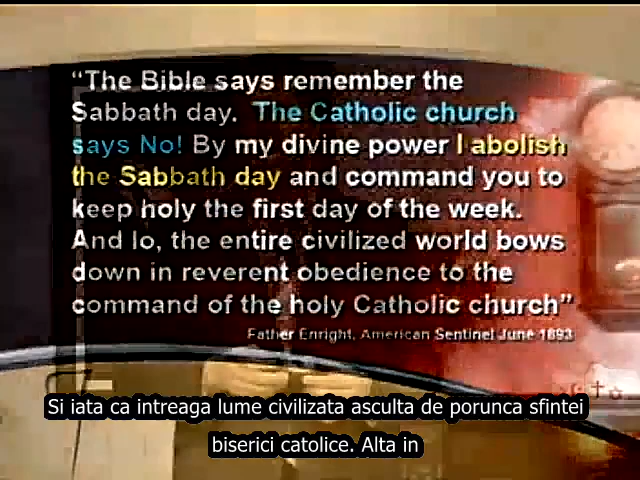 “The Bible says remember the
Sabbath day. The Catholic church
says No! By my divine power I abolish
the Sabbath day and command you to
keep holy the first day of the week.
And lo, the entire civilized world bows
down in reverent obedience to the
command of the holy Catholic church”
Father Enright, American Sentinel June 1893
Si iata ca intreaga lume civilizata asculta de porunca sfintei
biserici catolice. Alta in